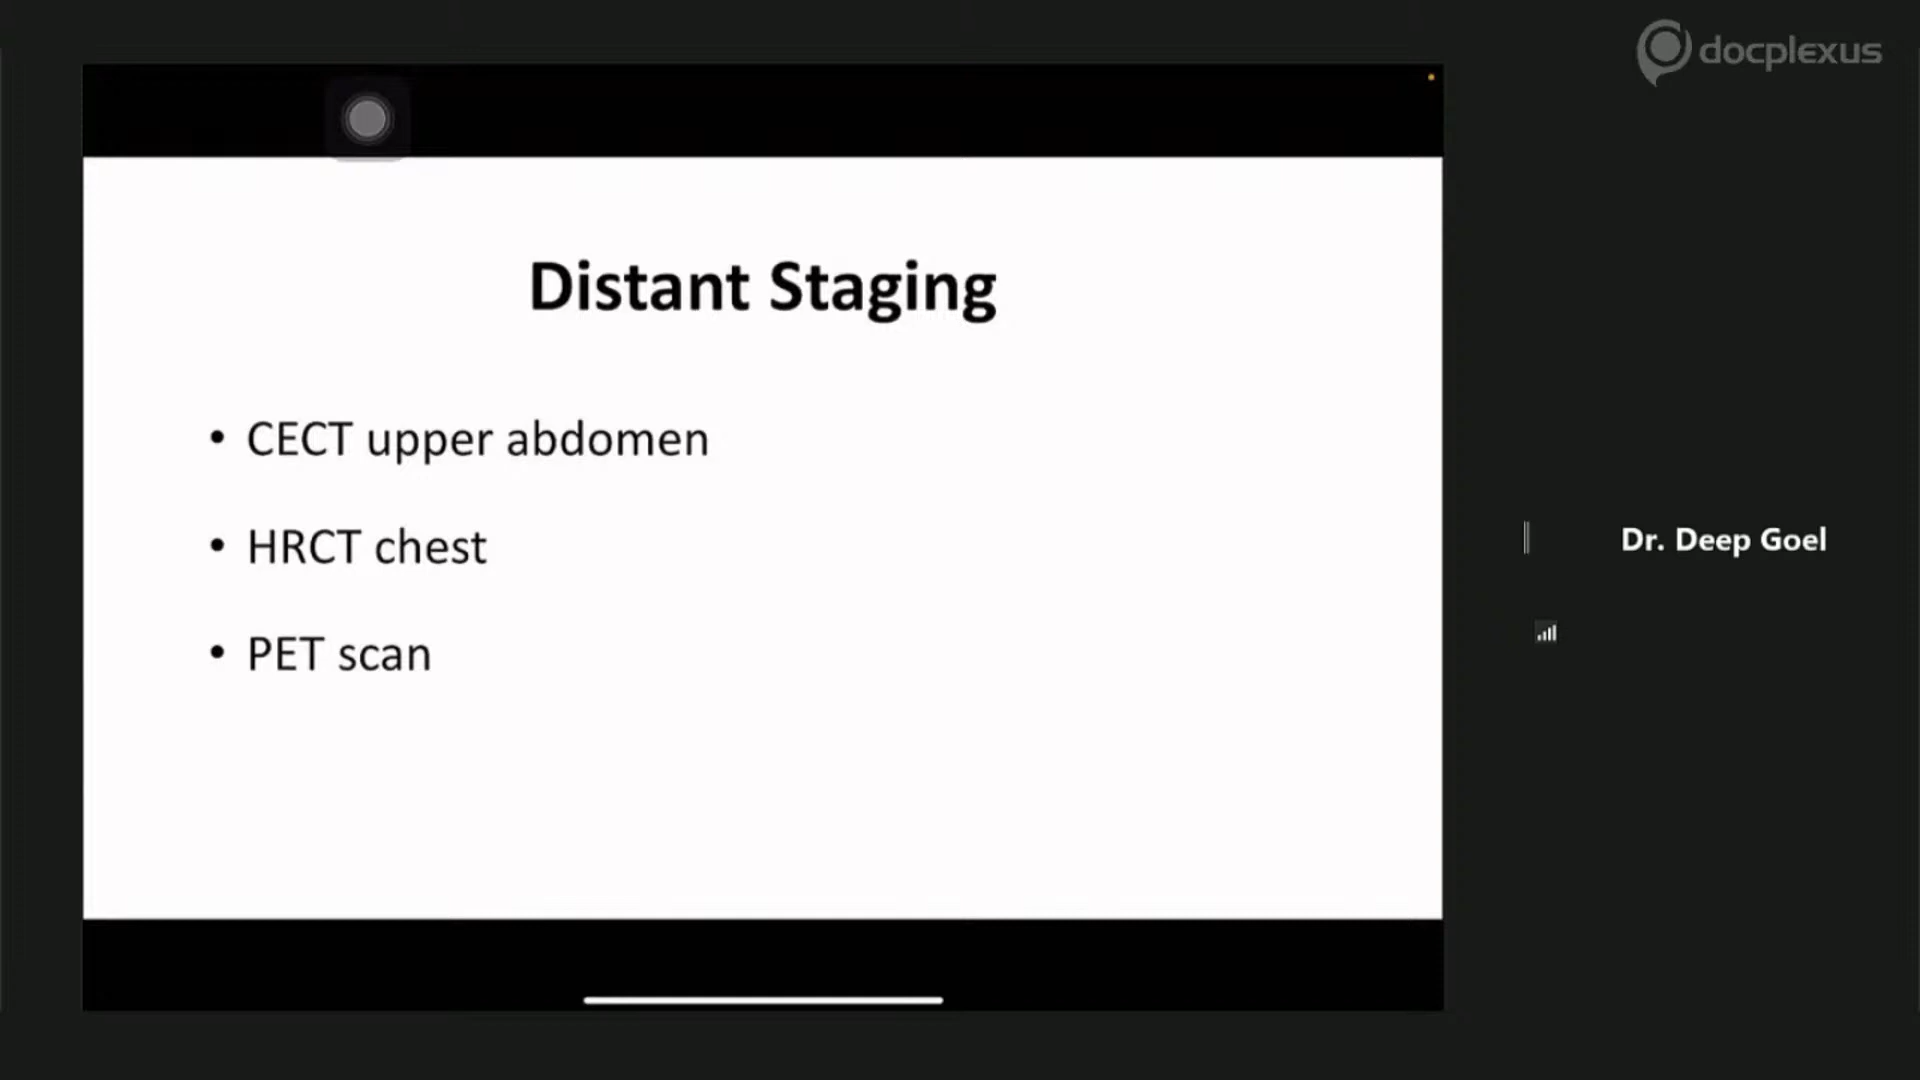 docplexus
Distant Staging
• CECT upper abdomen
• HRCT chest
• PET scan
Dr. Deep Goel